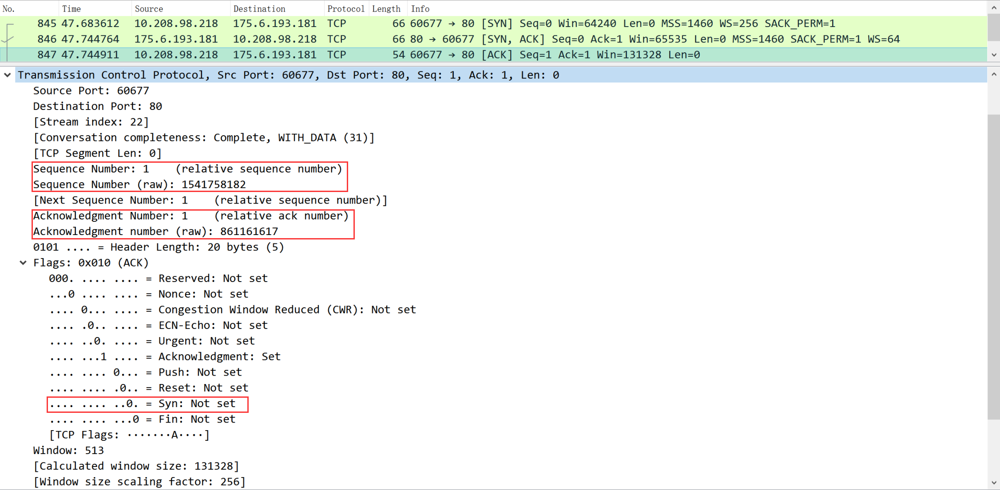 No. Time Source Destination Protocol Length Info
845 47.683612 10.208.98.218 175.6.193.181 TCP 66 60677 → 80 [SYN] Seq=0 Win=64240 Len=0 MSS=1460 WS=256 SACK_PERM=1
846 47.744764 175.6.193.181 10.208.98.218 TCP 66 80 → 60677 [SYN, ACK] Seq=0 Ack=1 Win=65535 Len=0 MSS=1460 SACK_PERM=1 WS=64
847 47.744911 10.208.98.218 175.6.193.181 TCP 54 60677 → 80 [ACK] Seq=1 Ack=1 Win=131328 Len=0
Transmission Control Protocol, Src Port: 60677, Dst Port: 80, Seq: 1, Ack: 1, Len: 0
Source Port: 60677
Destination Port: 80
[Stream index: 22]
[Conversation completeness: Complete, WITH_DATA (31)]
[TCP Segment Len: 0]
Sequence Number: 1    (relative sequence number)
Sequence Number (raw): 1541758182
[Next Sequence Number: 1    (relative sequence number)]
Acknowledgment Number: 1    (relative ack number)
Acknowledgment number (raw): 861161617
0101 .... = Header Length: 20 bytes (5)
Flags: 0x010 (ACK)
000. .... .... = Reserved: Not set
...0 .... .... = Nonce: Not set
.... 0... .... = Congestion Window Reduced (CWR): Not set
.... .0.. .... = ECN-Echo: Not set
.... ..0. .... = Urgent: Not set
.... ...1 .... = Acknowledgment: Set
.... .... 0... = Push: Not set
.... .... .0.. = Reset: Not set
.... .... ..0. = Syn: Not set
.... .... ...0 = Fin: Not set
[TCP Flags: ·······A····]
Window: 513
[Calculated window size: 131328]
[Window size scaling factor: 256]